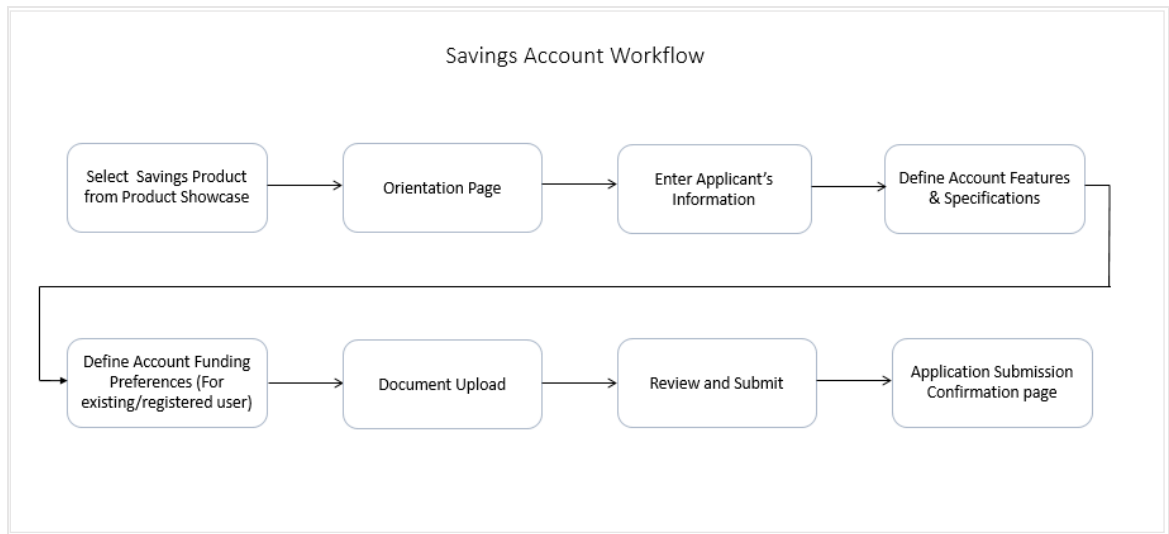 Savings Account Workflow
Select Savings Product
from Product Showcase
Orientation Page
Enter Applicant's
Information
Define Account Features
& Specifications
Define Account Funding
Preferences (For
existing/registered user)
Document Upload
Review and Submit
Application Submission
Confirmation page